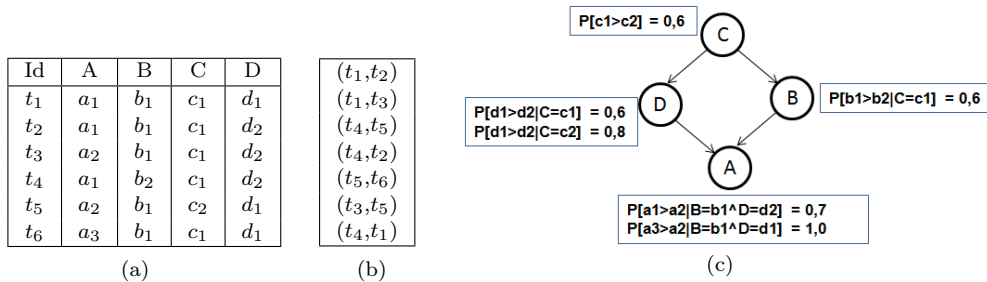 Id A B C D
t1 a1 b1 c1 d1
t2 a1 b1 c1 d2
t3 a2 b1 c1 d2
t4 a1 b2 c1 d2
t5 a2 b1 c2 d1
t6 a3 b1 c1 d1
(a)
(t1,t2)
(t1,t3)
(t4,t5)
(t4,t2)
(t5,t6)
(t3,t5)
(t4,t1)
(b)
P[c1>c2] = 0,6
C
P[d1>d2|C=c1] = 0,6
P[d1>d2|C=c2] = 0,8
D
B
P[b1>b2|C=c1] = 0,6
A
P[a1>a2|B=b1^D=d2] = 0,7
P[a3>a2|B=b1^D=d1] = 1,0
(c)